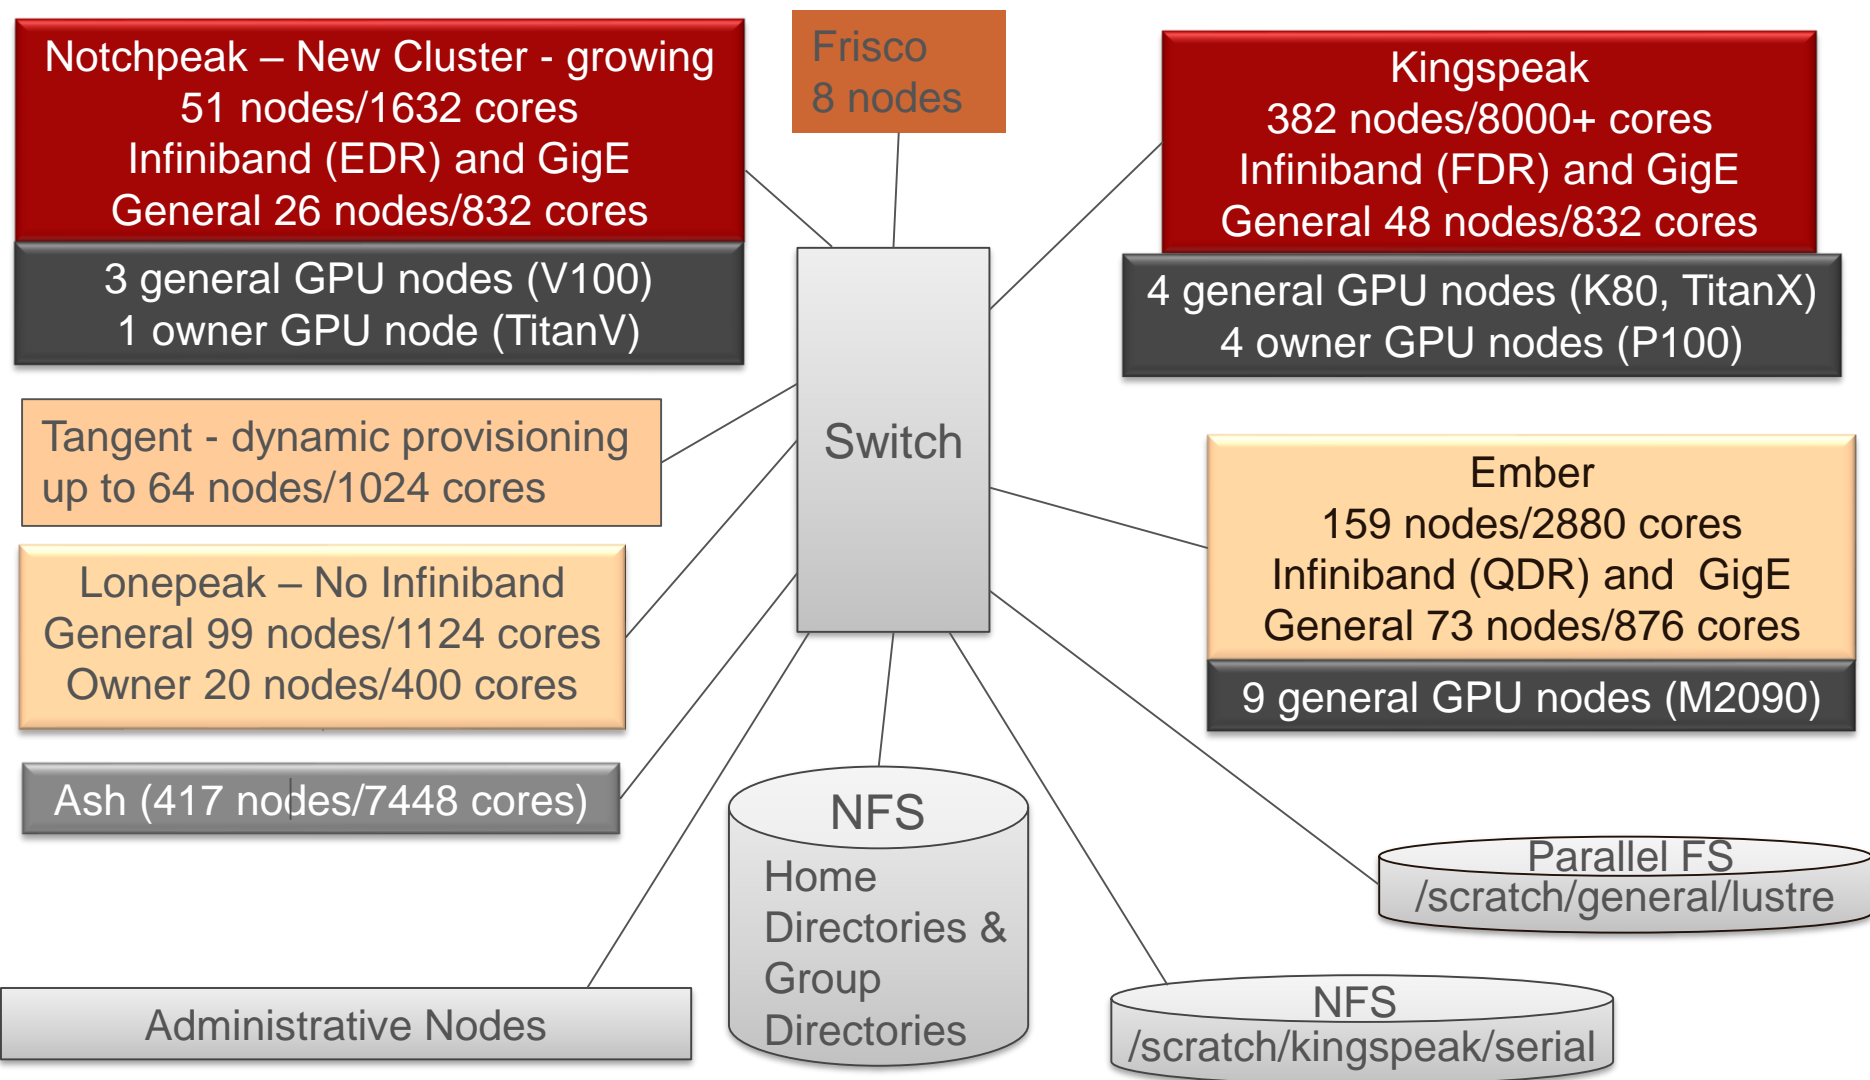 Notchpeak – New Cluster - growing
51 nodes/1632 cores
Infiniband (EDR) and GigE
General 26 nodes/832 cores
3 general GPU nodes (V100)
1 owner GPU node (TitanV)
Frisco
8 nodes
Kingspeak
382 nodes/8000+ cores
Infiniband (FDR) and GigE
General 48 nodes/832 cores
4 general GPU nodes (K80, TitanX)
4 owner GPU nodes (P100)
Switch
Tangent - dynamic provisioning
up to 64 nodes/1024 cores
Ember
159 nodes/2880 cores
Infiniband (QDR) and  GigE
General 73 nodes/876 cores
9 general GPU nodes (M2090)
Lonepeak – No Infiniband
General 99 nodes/1124 cores
Owner 20 nodes/400 cores
Ash (417 nodes/7448 cores)
NFS
Home
Directories &
Group
Directories
Parallel FS
/scratch/general/lustre
Administrative Nodes
NFS
/scratch/kingspeak/serial